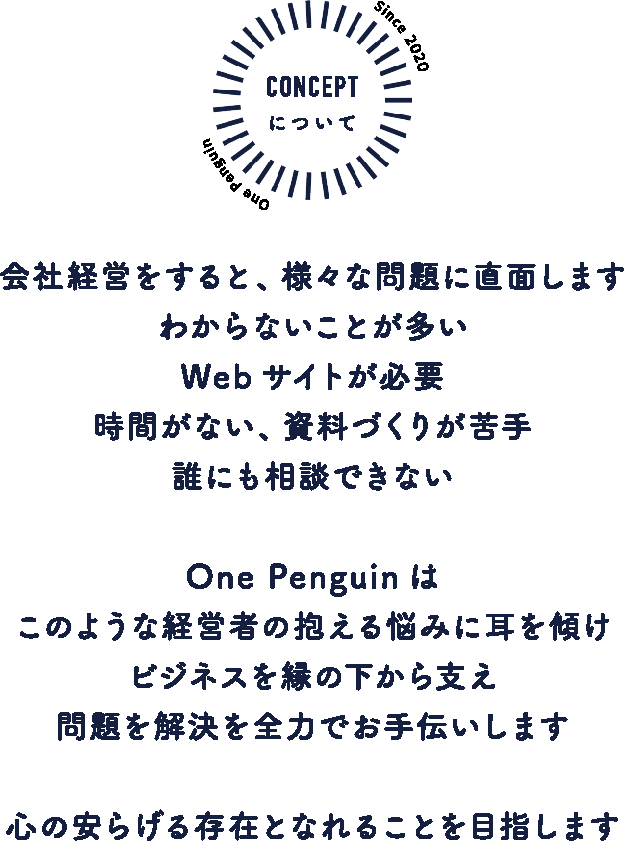 Since 2020
CONCEPT
について
One Penguin
会社経営をすると、様々な問題に直面します
わからないことが多い
Web サイトが必要
時間がない、資料づくりが苦手
誰にも相談できない
One Penguin は
このような経営者の抱える悩みに耳を傾け
ビジネスを縁の下から支え
問題を解決を全力でお手伝いします
心の安らげる存在となれることを目指します